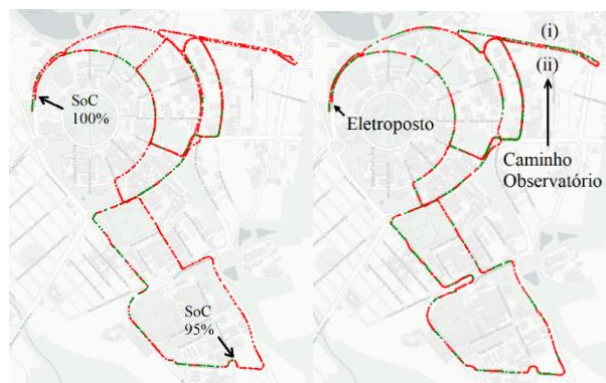 SoC
100%
SoC
95%
(i)
(ii)
Eletroposto
Caminho
Observatório